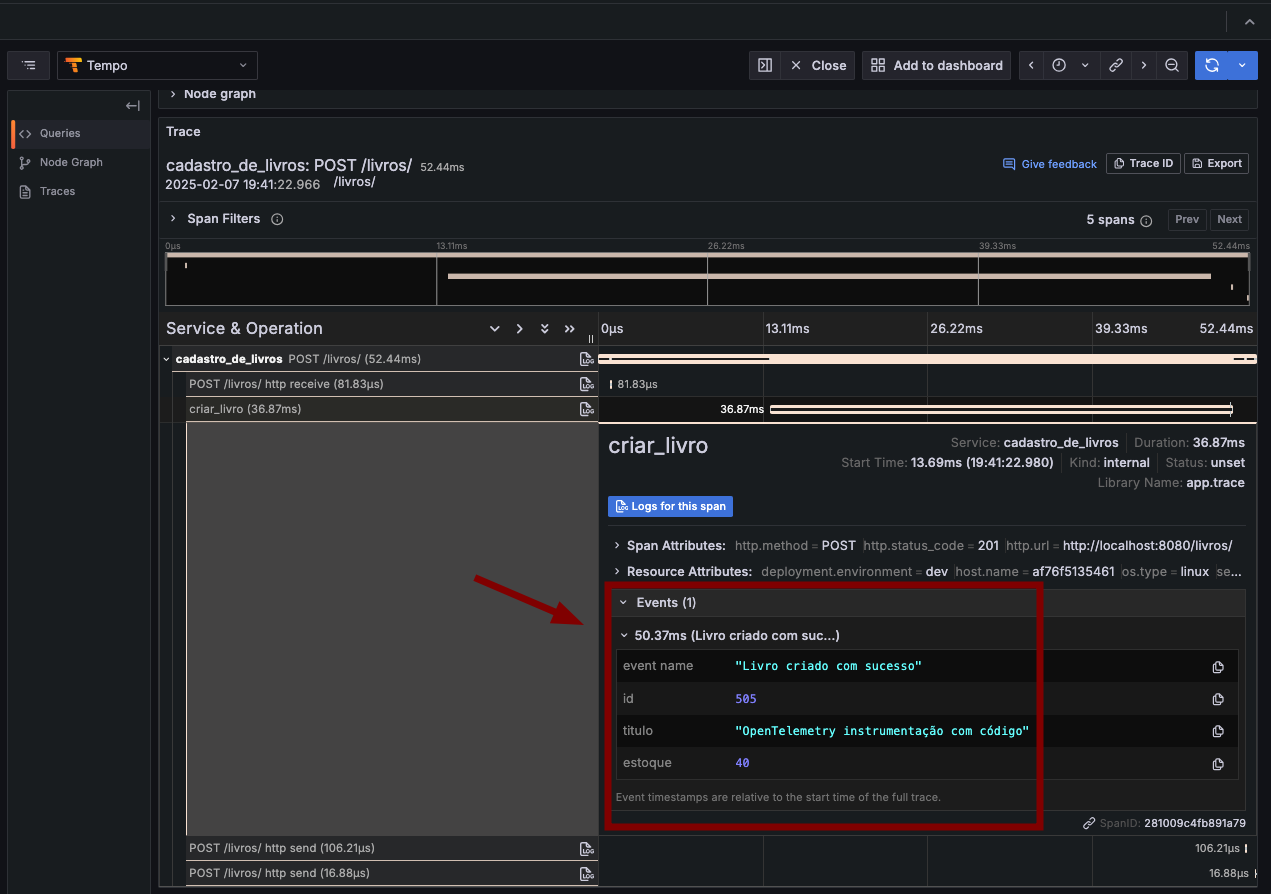 Tempo
Close
Add to dashboard
Queries
Node Graph
Traces
Node graph
Trace
cadastro_de_livros: POST /livros/ 52.44ms
2025-02-07 19:41:22.966 /livros/
Give feedback
Trace ID
Export
Span Filters
5 spans
Prev
Next
0μs 13.11ms 26.22ms 39.33ms 52.44ms
Service & Operation
0μs 13.11ms 26.22ms 39.33ms 52.44ms
cadastro_de_livros POST /livros/ (52.44ms)
POST /livros/ http receive (81.83μs)
81.83μs
criar_livro (36.87ms)
36.87ms
criar_livro
Service: cadastro_de_livros Duration: 36.87ms
Start Time: 13.69ms (19:41:22.980) Kind: internal Status: unset
Library Name: app.trace
Logs for this span
Span Attributes: http.method = POST http.status_code = 201 http.url = http://localhost:8080/livros/
Resource Attributes: deployment.environment = dev host.name = af76f5135461 os.type = linux se...
Events (1)
50.37ms (Livro criado com suc...)
event name "Livro criado com sucesso"
id 505
titulo "OpenTelemetry instrumentação com código"
estoque 40
Event timestamps are relative to the start time of the full trace.
SpanID: 281009c4fb891a79
POST /livros/ http send (106.21μs)
106.21μs
POST /livros/ http send (16.88μs)
16.88μs